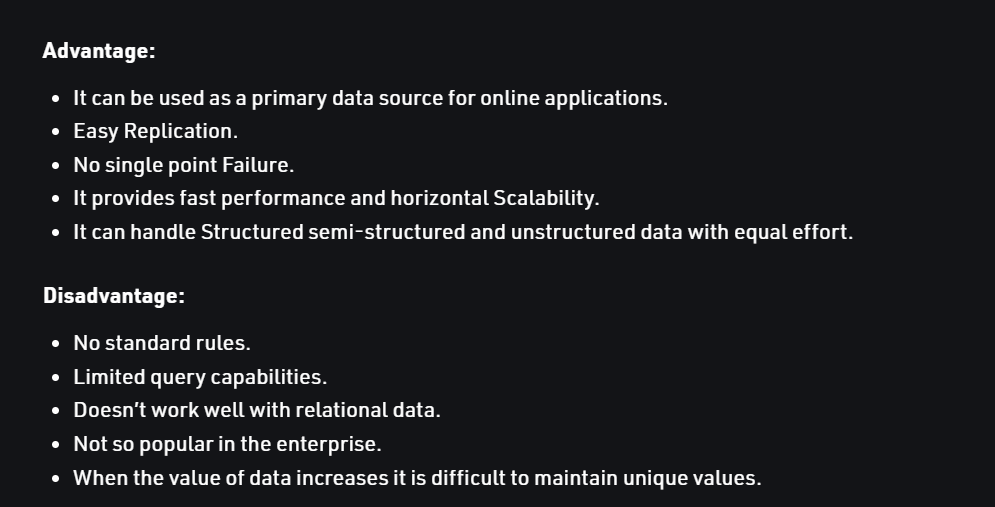 Advantage:
• It can be used as a primary data source for online applications.
• Easy Replication.
• No single point Failure.
• It provides fast performance and horizontal Scalability.
• It can handle Structured semi-structured and unstructured data with equal effort.
Disadvantage:
• No standard rules.
• Limited query capabilities.
• Doesn’t work well with relational data.
• Not so popular in the enterprise.
• When the value of data increases it is difficult to maintain unique values.